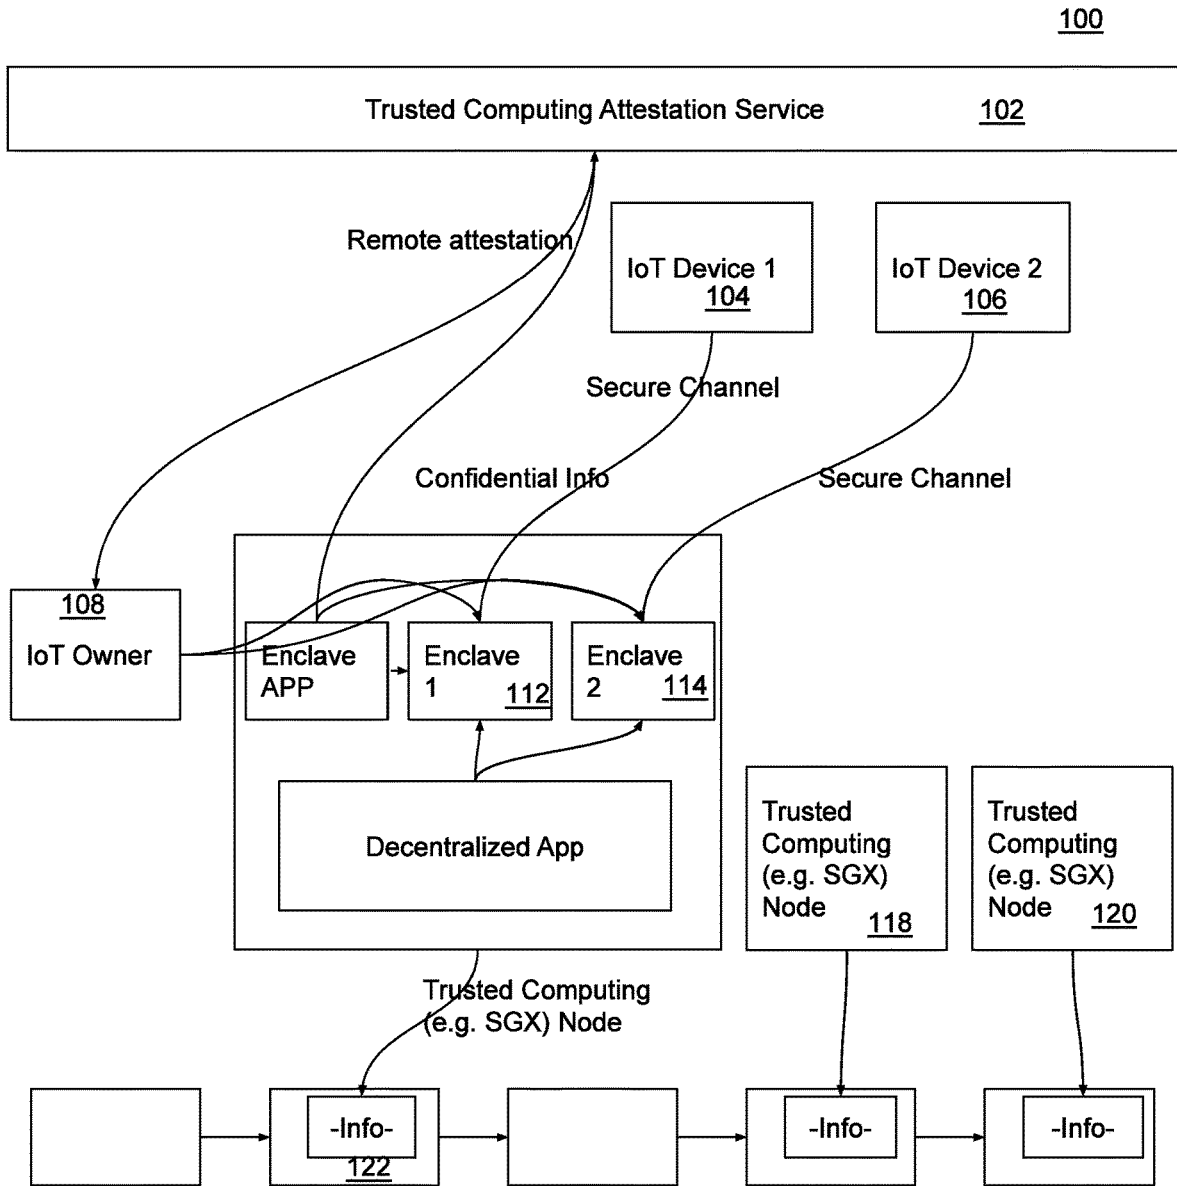 100
Trusted Computing Attestation Service 102
Remote attestation
IoT Device 1
104
IoT Device 2
106
Secure Channel
Confidential Info
Secure Channel
108
IoT Owner
Enclave
APP
Enclave
1
112
Enclave
2
114
Decentralized App
Trusted
Computing
(e.g. SGX)
Node
118
Trusted
Computing
(e.g. SGX)
Node
120
Trusted Computing
(e.g. SGX) Node
-Info-
122
-Info-
-Info-